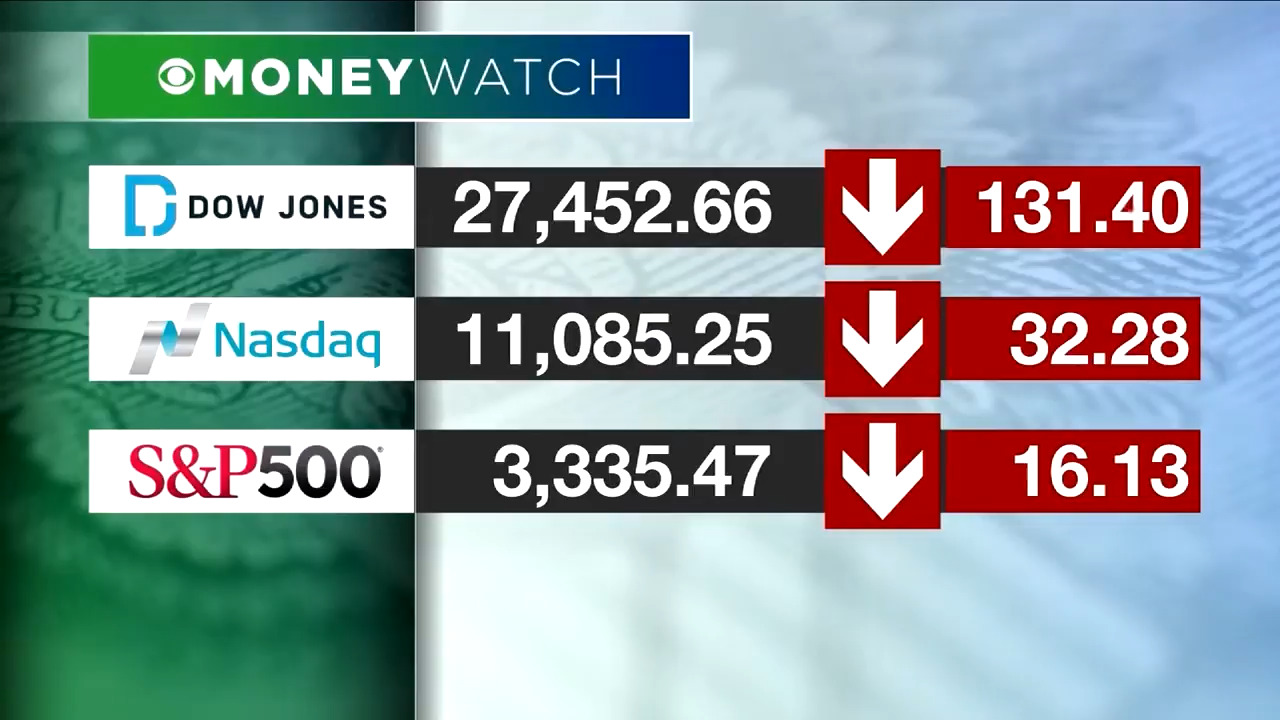 MONEYWATCH
DOW JONES 27,452.66 131.40
Nasdaq 11,085.25 32.28
S&P500® 3,335.47 16.13
BU